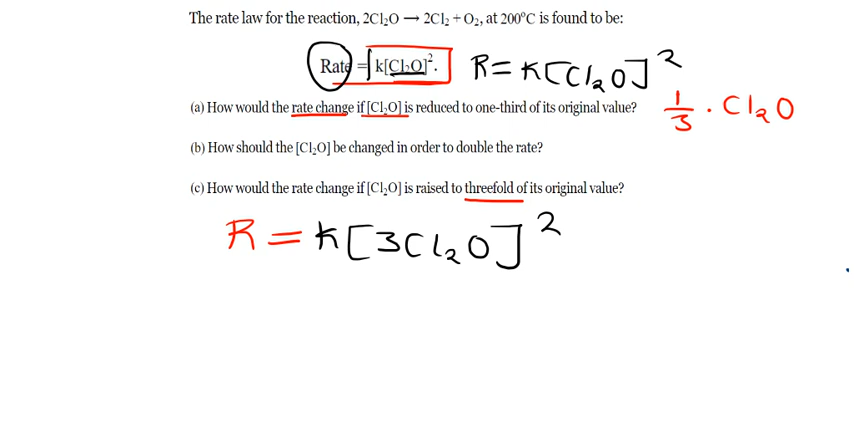 The rate law for the reaction, 2Cl₂O → 2Cl₂ + O₂, at 200°C is found to be:
Rate = k[Cl₂O]². R = K[Cl₂O]²
(a) How would the rate change if [Cl₂O] is reduced to one-third of its original value? 1/3 · Cl₂O
(b) How should the [Cl₂O] be changed in order to double the rate?
(c) How would the rate change if [Cl₂O] is raised to threefold of its original value?
R = K[3Cl₂O]²